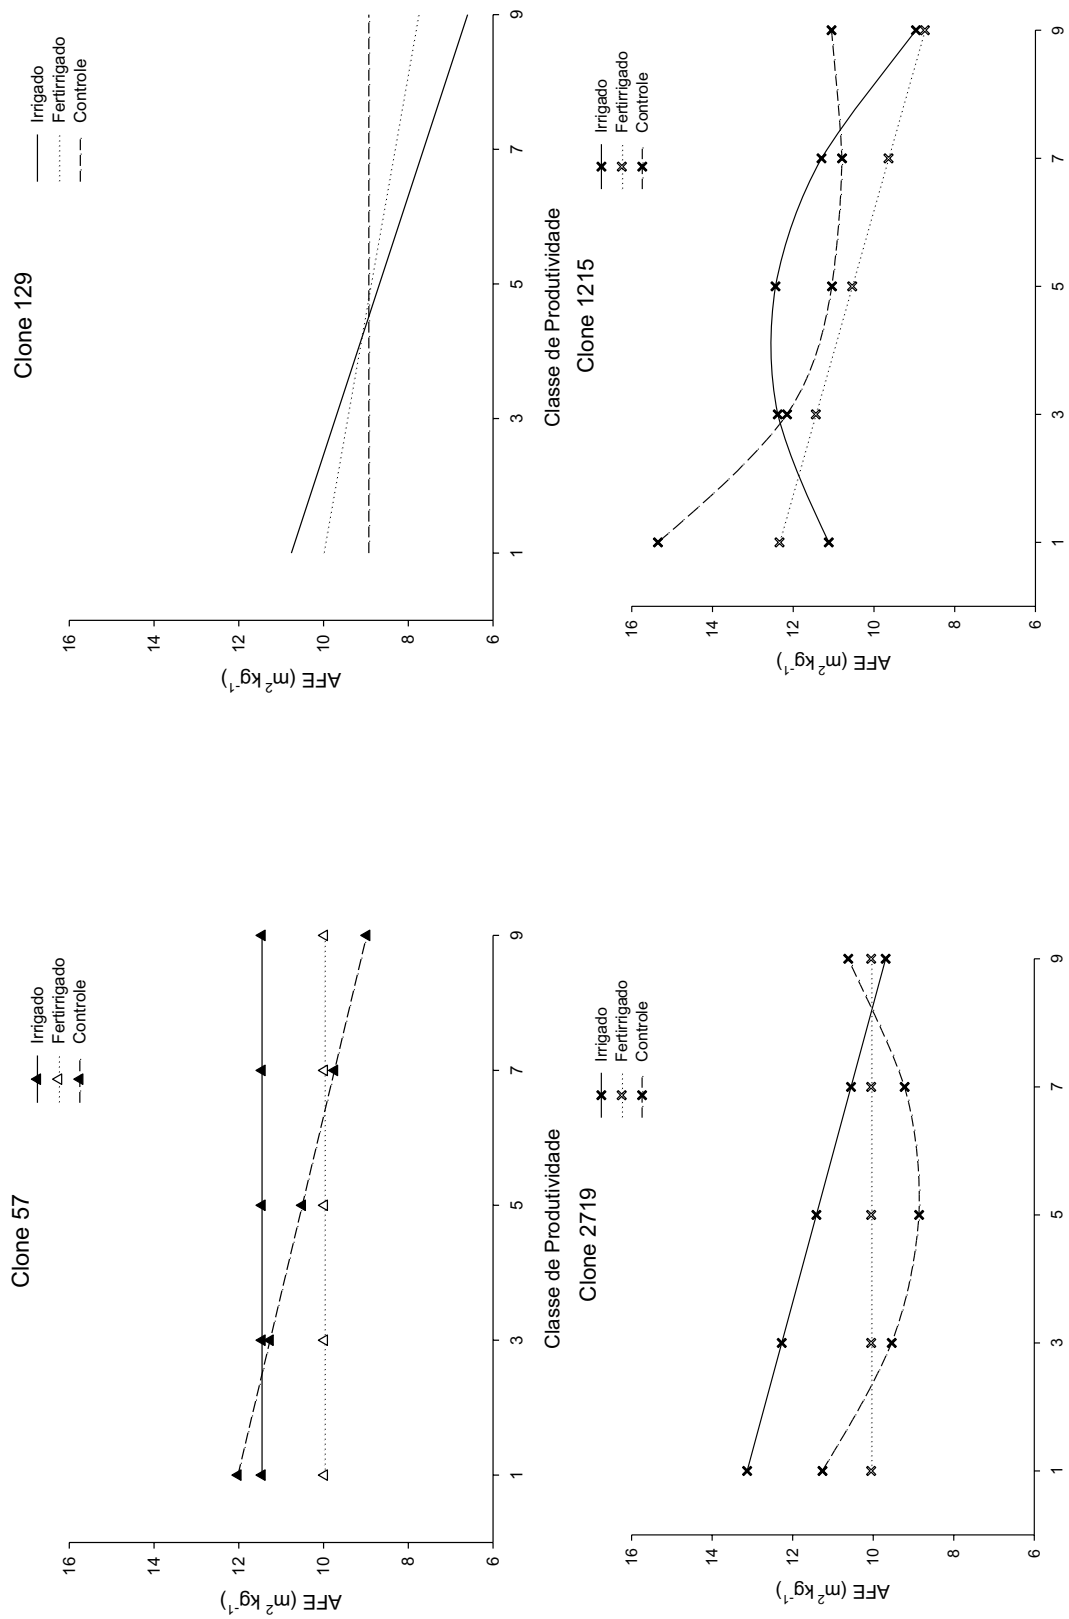 Clone 57
Irrigado
Fertirrigado
Controle
AFE (m² kg⁻¹)
16
14
12
10
8
6
1
3
5
7
9
Classe de Produtividade
Clone 129
Irrigado
Fertirrigado
Controle
AFE (m² kg⁻¹)
16
14
12
10
8
6
1
3
5
7
9
Classe de Produtividade
Clone 2719
Irrigado
Fertirrigado
Controle
AFE (m² kg⁻¹)
16
14
12
10
8
6
1
3
5
7
9
Clone 1215
Irrigado
Fertirrigado
Controle
AFE (m² kg⁻¹)
16
14
12
10
8
6
1
3
5
7
9